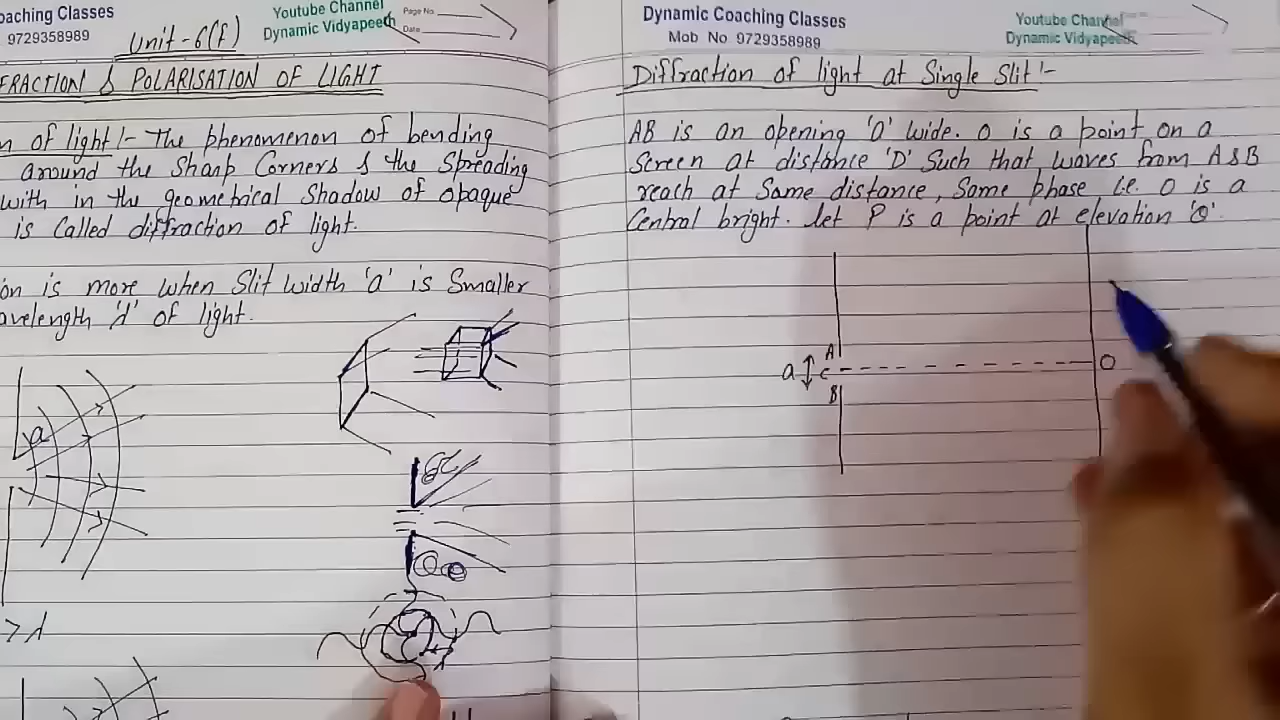 oaching Classes
9729358989
Unit-6(f)
Youtube Channel
Dynamic Vidyapeeth
Page No.
Date
FRACTION & POLARISATION OF LIGHT
n of light :- The phenomenon of bending
around the Sharp Corners & the Spreading
with in the geometrical Shadow of opaque
is Called diffraction of light.
ion is more when Slit width 'a' is Smaller
avelength 'λ' of light.
a
> λ
Dynamic Coaching Classes
Mob No 9729358989
Youtube Channel
Dynamic Vidyapeeth
Diffraction of light at Single Slit :-
AB is an opening 'a' wide. O is a point on a
Screen at distance 'D' Such that waves from A&B
reach at Same distance, Some phase i.e. O is a
Central bright. Let P is a point at elevation 'θ'.
A
a C O
B